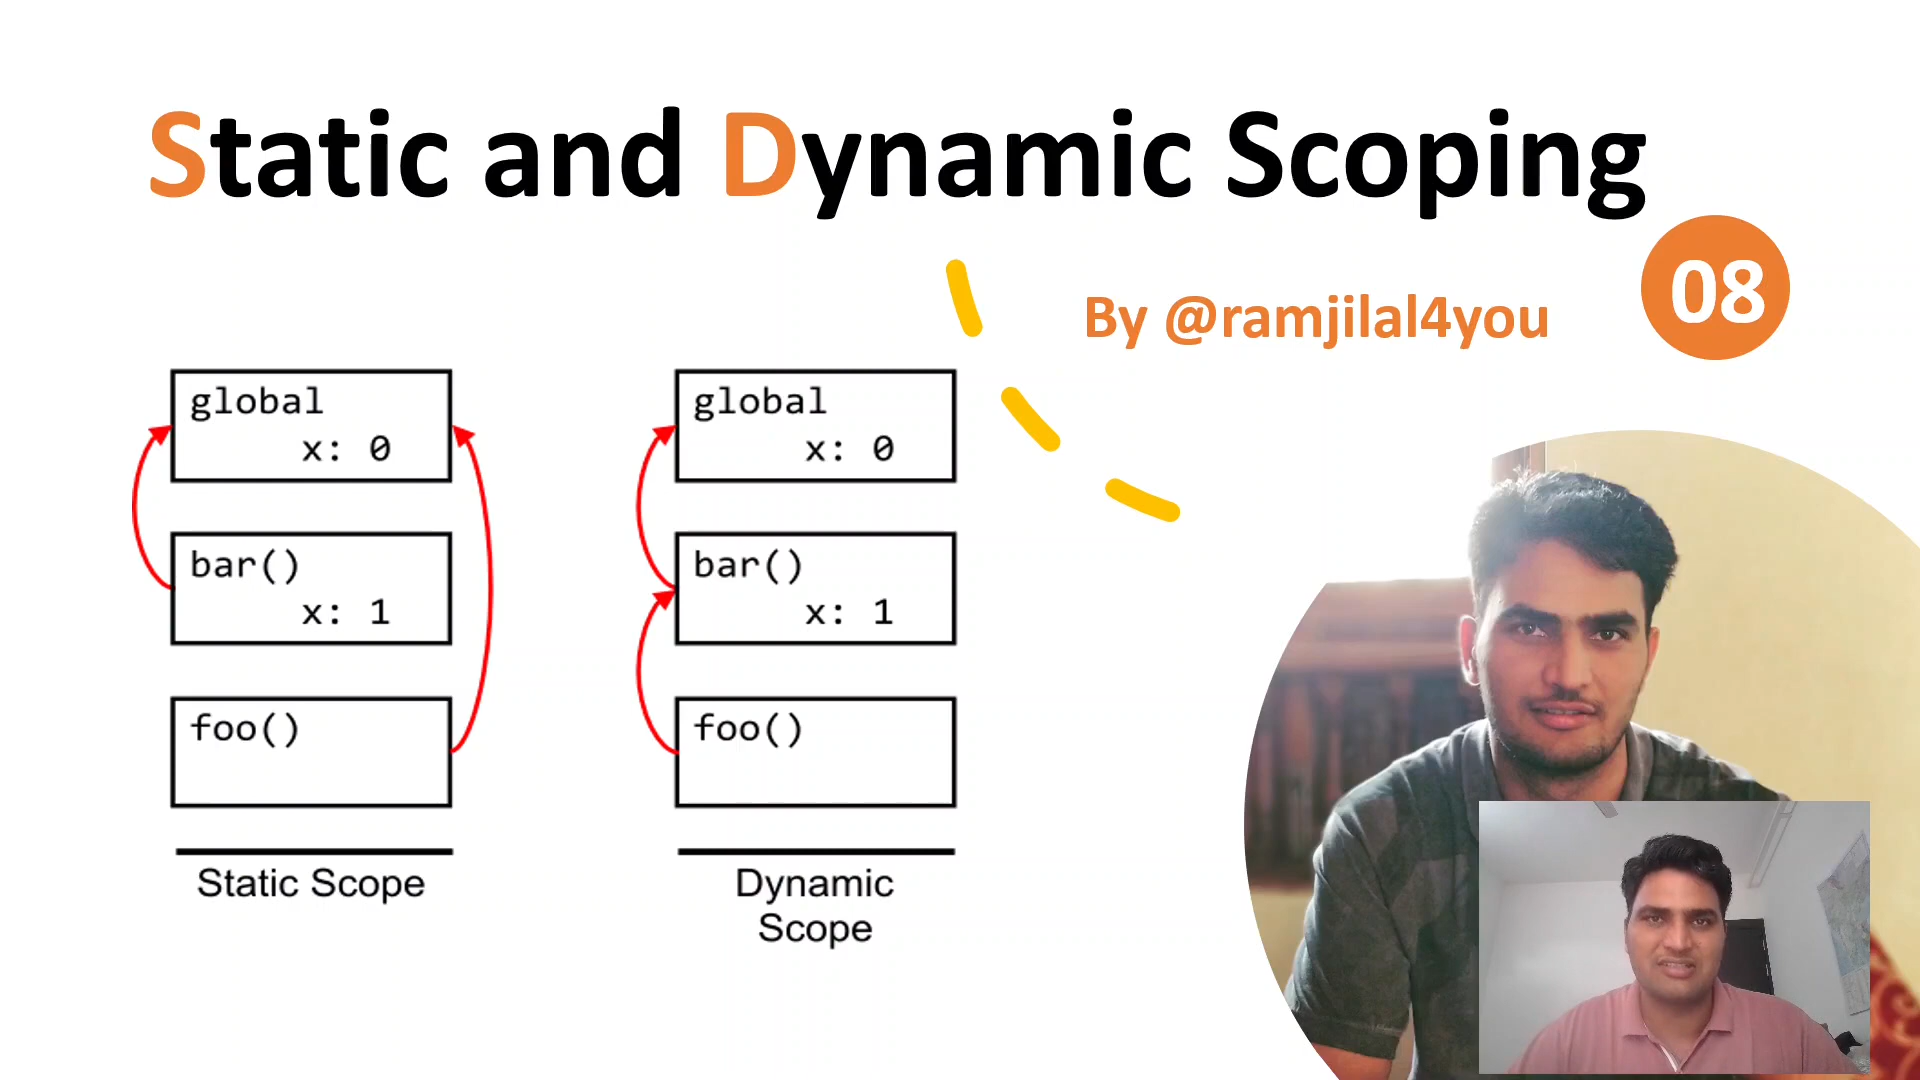 Static and Dynamic Scoping
By @ramjilal4you
08
global
x: 0
bar()
x: 1
foo()
Static Scope
global
x: 0
bar()
x: 1
foo()
Dynamic
Scope